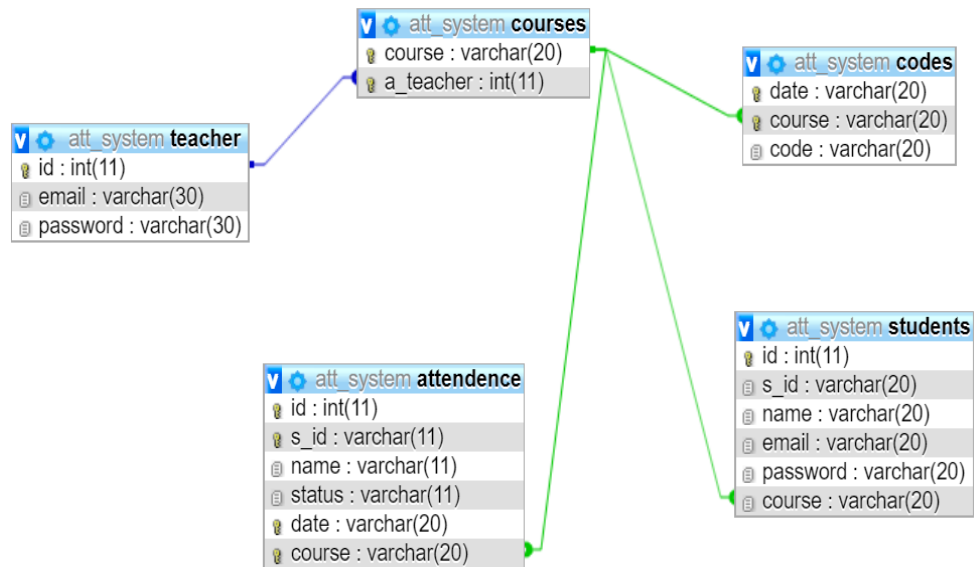 att_system courses
course : varchar(20)
a_teacher : int(11)
att_system codes
date : varchar(20)
course : varchar(20)
code : varchar(20)
att_system teacher
id : int(11)
email : varchar(30)
password : varchar(30)
att_system students
id : int(11)
s_id : varchar(20)
name : varchar(20)
email : varchar(20)
password : varchar(20)
course : varchar(20)
att_system attendence
id : int(11)
s_id : varchar(11)
name : varchar(11)
status : varchar(11)
date : varchar(20)
course : varchar(20)